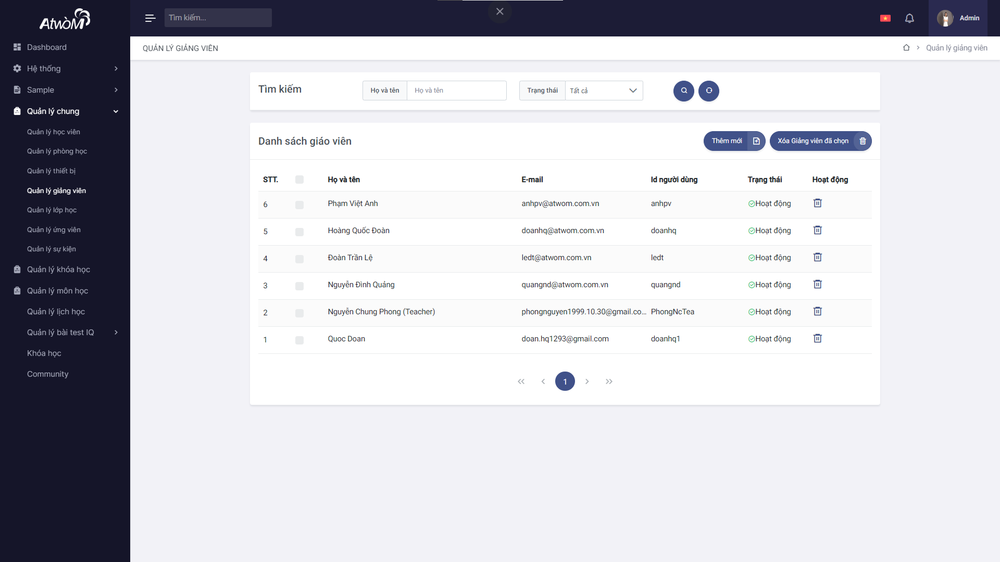 AtwòM
Tìm kiếm...
Admin
Dashboard
Hệ thống
Sample
Quản lý chung
Quản lý học viên
Quản lý phòng học
Quản lý thiết bị
Quản lý giảng viên
Quản lý lớp học
Quản lý ứng viên
Quản lý sự kiện
Quản lý khóa học
Quản lý môn học
Quản lý lịch học
Quản lý bài test IQ
Khóa học
Community
QUẢN LÝ GIẢNG VIÊN
Quản lý giảng viên
Tìm kiếm
Họ và tên Họ và tên
Trạng thái Tất cả
Danh sách giáo viên
Thêm mới
Xóa Giảng viên đã chọn
STT. Họ và tên E-mail Id người dùng Trạng thái Hoạt động
6 Phạm Việt Anh anhpv@atwom.com.vn anhpv Hoạt động
5 Hoàng Quốc Đoàn doanhq@atwom.com.vn doanhq Hoạt động
4 Đoàn Trần Lệ ledt@atwom.com.vn ledt Hoạt động
3 Nguyễn Đình Quảng quangnd@atwom.com.vn quangnd Hoạt động
2 Nguyễn Chung Phong (Teacher) phongnguyen1999.10.30@gmail.co... PhongNcTea Hoạt động
1 Quoc Doan doan.hq1293@gmail.com doanhq1 Hoạt động
1